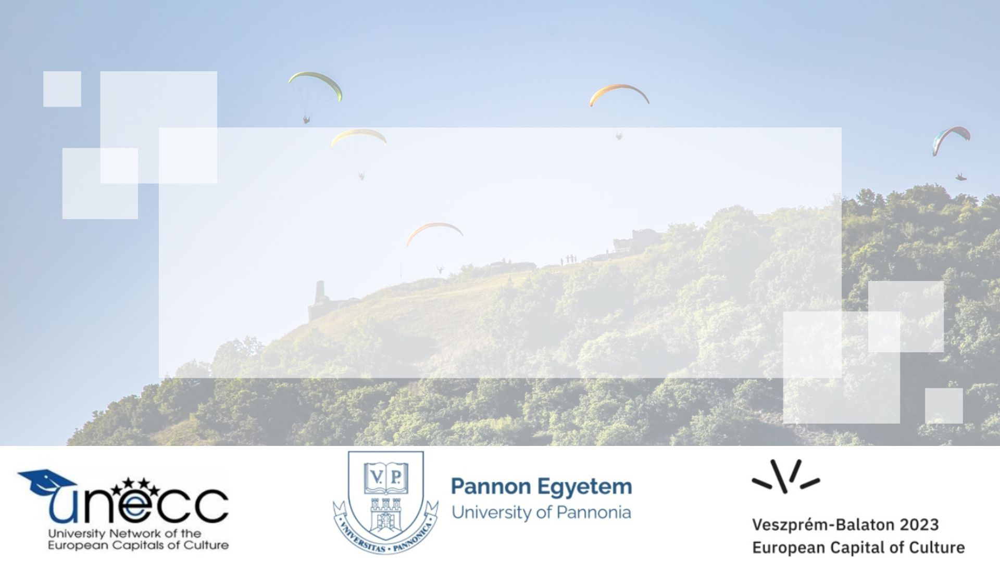 unecc
University Network of the
European Capitals of Culture
V. P.
VNIVERSITAS • PANNONICA
Pannon Egyetem
University of Pannonia
Veszprém-Balaton 2023
European Capital of Culture